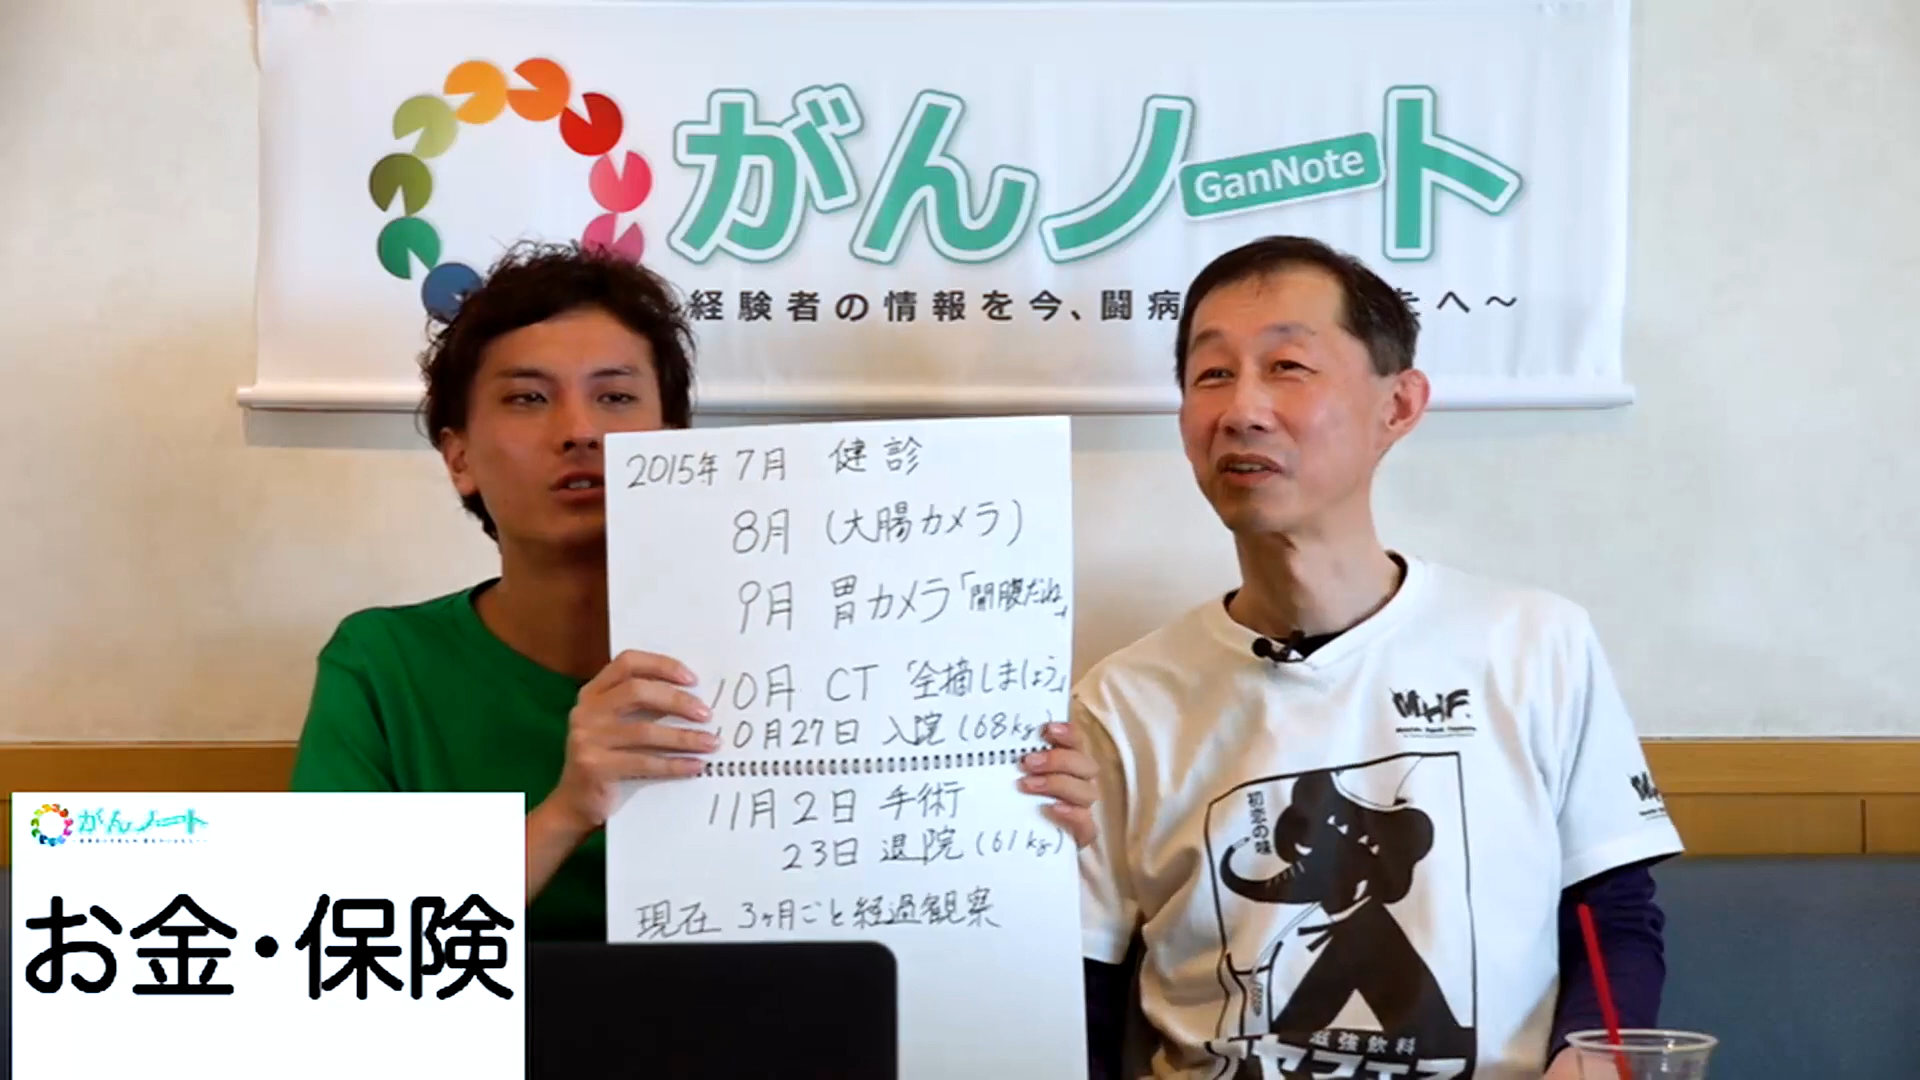 がんノート
GanNote
経験者の情報を今、闘病
へ～
2015年 7月 健診
8月 (大腸カメラ)
9月 胃カメラ「開腹だね」
10月 CT 「全摘しましょう」
10月27日 入院 (68kg)
11月2日 手術
23日 退院 (61kg)
現在 3ヶ月ごと経過観察
MHF.
初恋の味
滋強飲料
がんノート
お金・保険